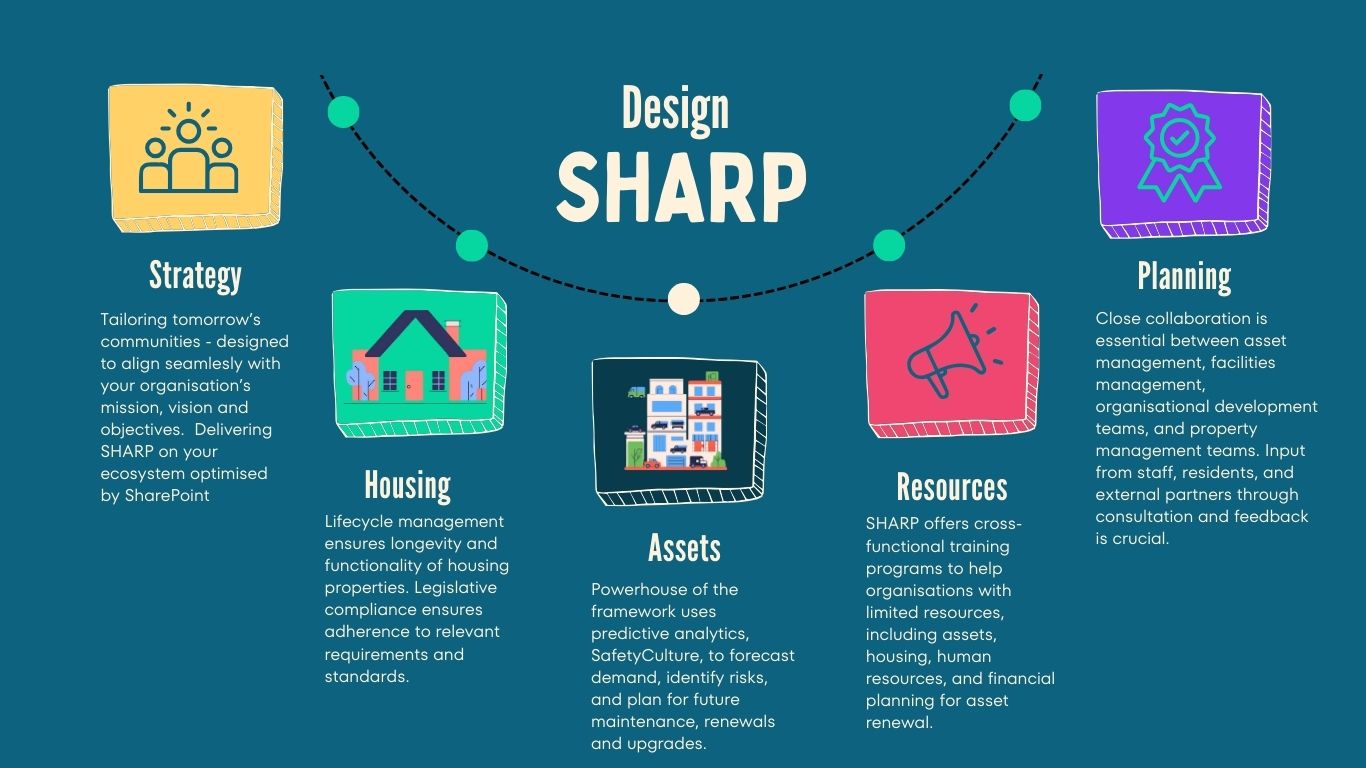 Design
SHARP
Strategy
Tailoring tomorrow's
communities - designed
to align seamlesly with
your organisation's
mission, vision and
objectives.  Delivering
SHARP on your
ecosystem optimised
by SharePoint
Housing
Lifecycle management
ensures longevity and
functionality of housing
properties. Legislative
compliance ensures
adherence to relevant
requirements and
standards.
Assets
Powerhouse of the
framework uses
predictive analytics,
SafetyCulture, to forecast
demand, identify risks,
and plan for future
maintenance, renewals
and upgrades.
Resources
SHARP offers cross-
functional training
programs to help
organisations with
limited resources,
including assets,
housing, human
resources, and financial
planning for asset
renewal.
Planning
Close collaboration is
essential between asset
management, facilities
management,
organisational development
teams, and property
management teams. Input
from staff, residents, and
external partners through
consultation and feedback
is crucial.